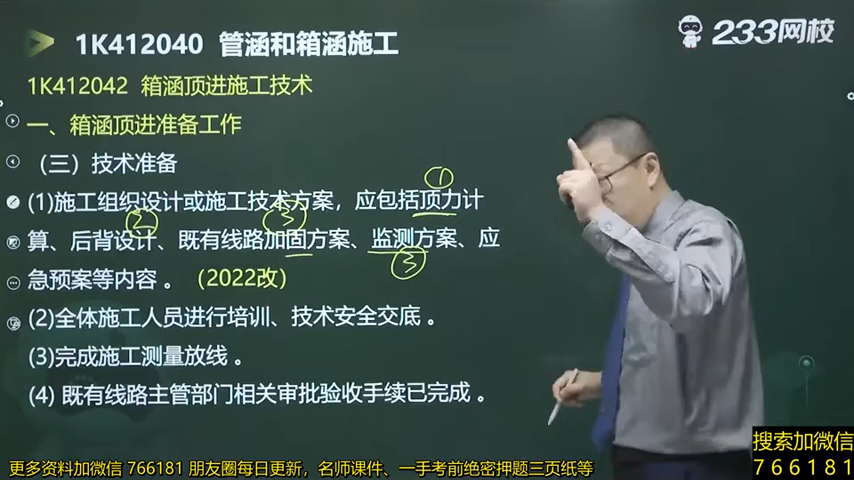 1K412040 管涵和箱涵施工
233网校
1K412042 箱涵顶进施工技术
一、箱涵顶进准备工作
（三）技术准备
①
(1)施工组织设计或施工技术方案，应包括顶力计
② ③
算、后背设计、既有线路加固方案、监测方案、应
③
急预案等内容 。（2022改）
(2)全体施工人员进行培训、技术安全交底 。
(3)完成施工测量放线 。
(4) 既有线路主管部门相关审批验收手续已完成 。
搜索加微信
766181
更多资料加微信 766181 朋友圈每日更新，名师课件、一手考前绝密押题三页纸等